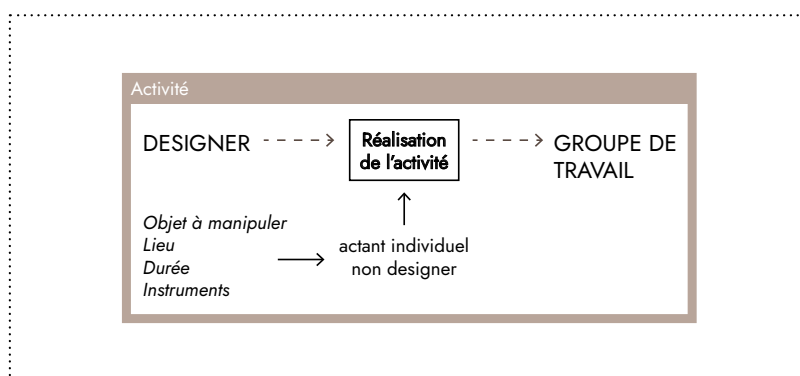 Activité
DESIGNER
Réalisation
de l'activité
GROUPE DE
TRAVAIL
Objet à manipuler
Lieu
Durée
Instruments
actant individuel
non designer